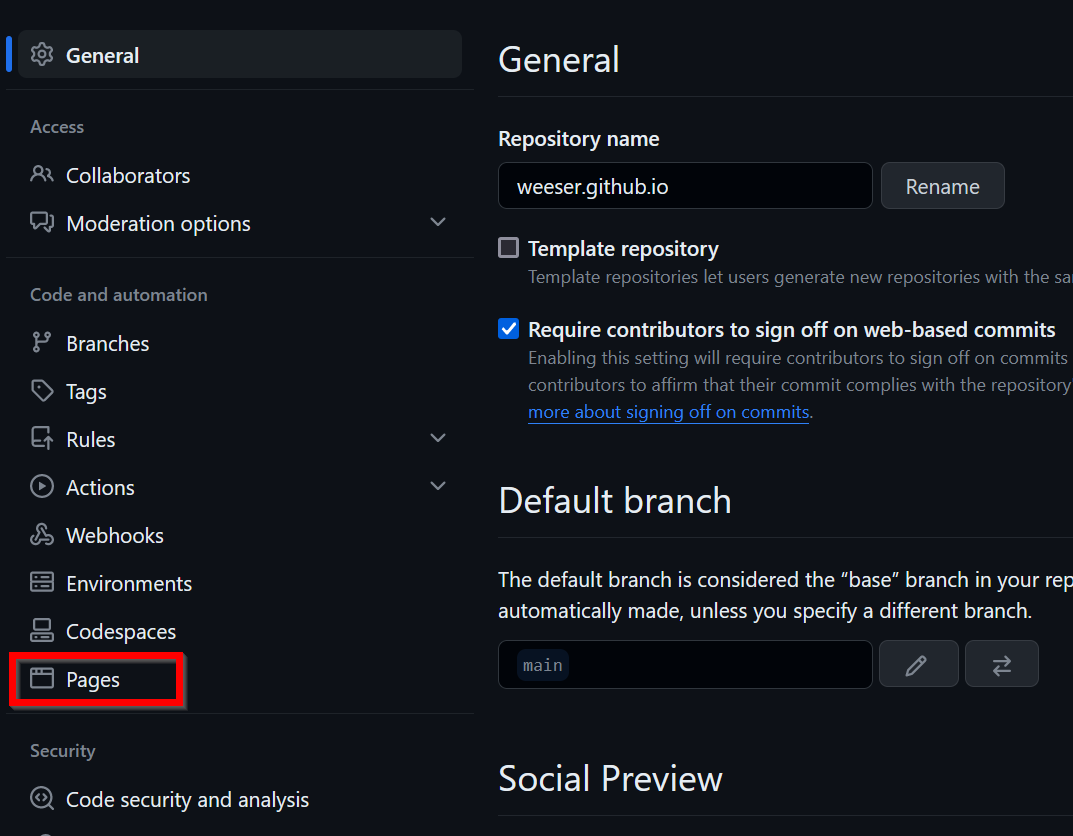 General
Access
Collaborators
Moderation options
Code and automation
Branches
Tags
Rules
Actions
Webhooks
Environments
Codespaces
Pages
Security
Code security and analysis
General
Repository name
weeser.github.io
Rename
Template repository
Template repositories let users generate new repositories with the
Require contributors to sign off on web-based commits
Enabling this setting will require contributors to sign off on commits
contributors to affirm that their commit complies with the repository
more about signing off on commits.
Default branch
The default branch is considered the “base” branch in your
automatically made, unless you specify a different branch.
main
Social Preview